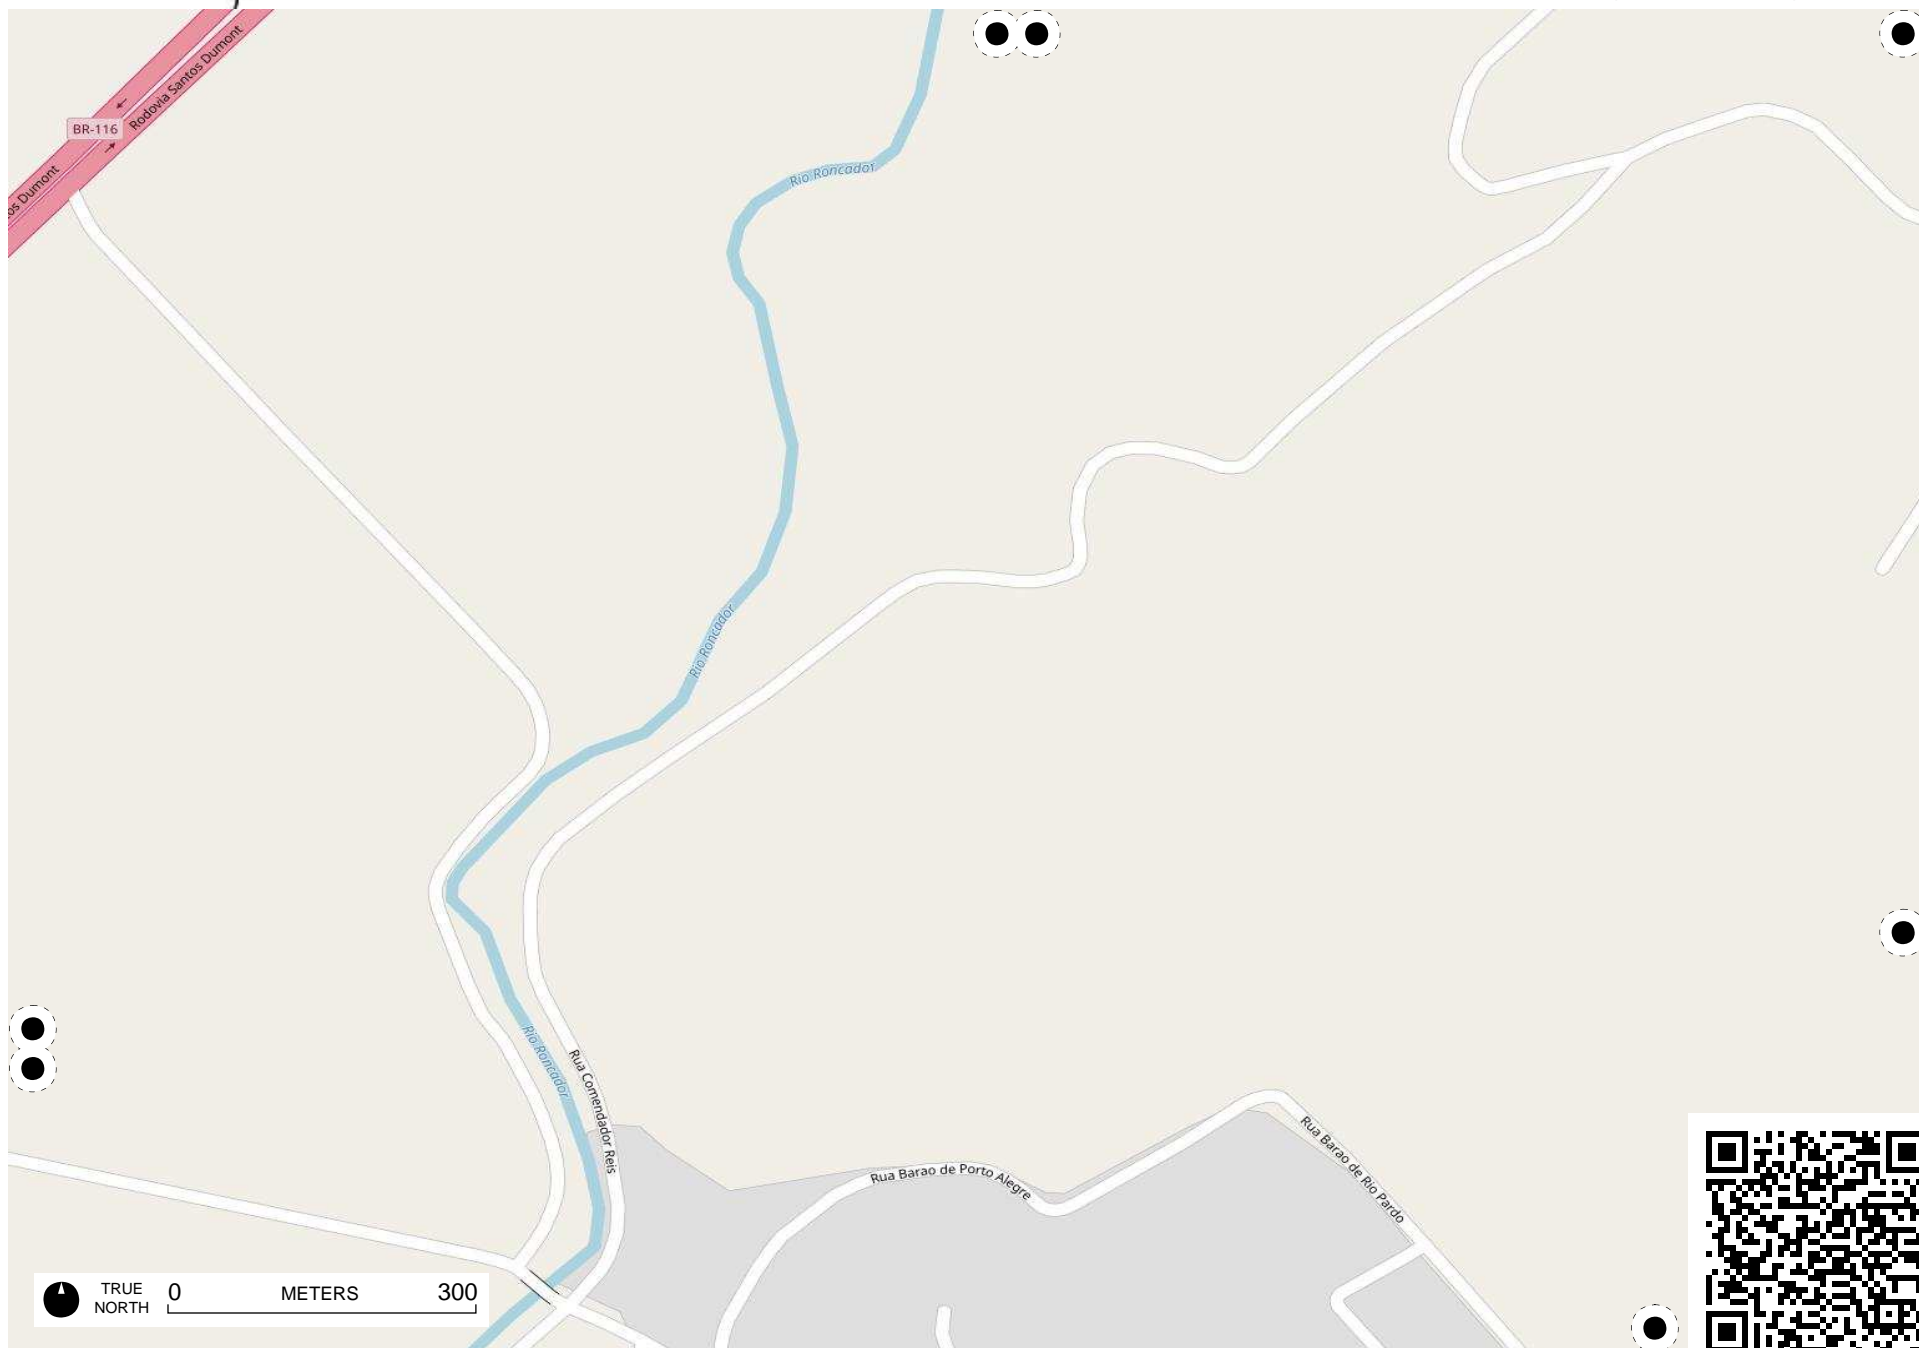 Rodovia Santos Dumont
BR-116
os Dumont
Rio Roncador
Rio Roncador
Rio Roncador
Rua Comendador Reis
Rua Barao de Porto Alegre
Rua Barao de Rio Pardo
TRUE
NORTH
0 METERS 300